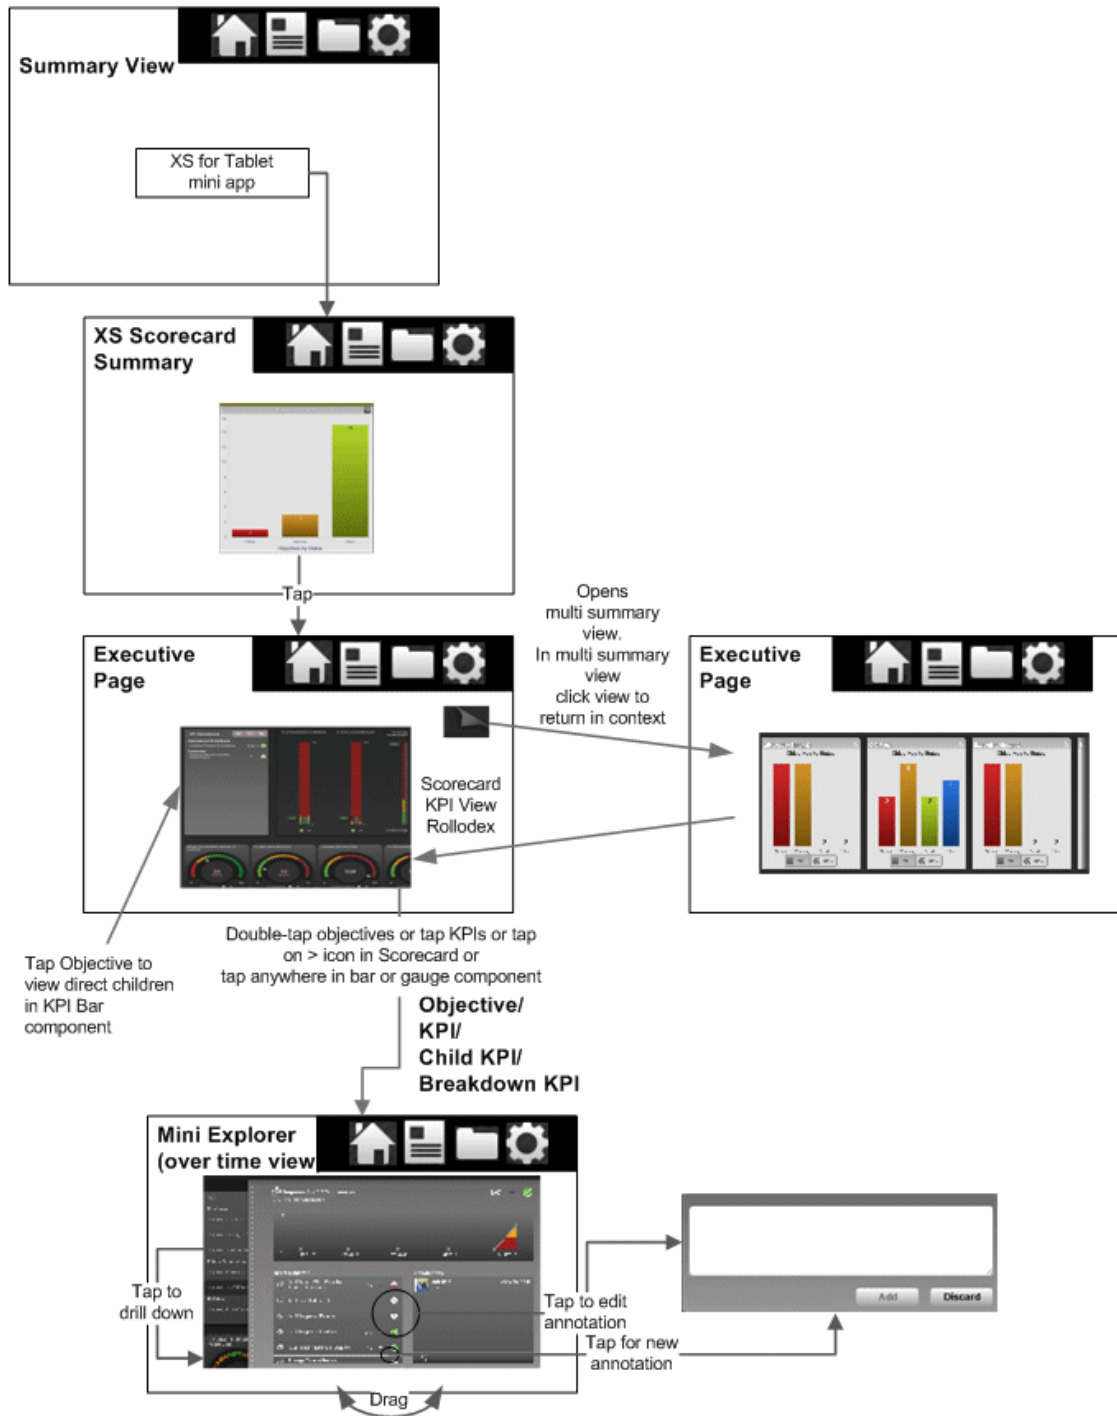 Summary View
XS for Tablet
mini app
XS Scorecard
Summary
Objectives by Status
Tap
Opens
multi summary
view.
In multi summary
view
click view to
return in context
Executive
Page
Executive
Page
Scorecard
KPI View
Rollodex
Tap Objective to
view direct children
in KPI Bar
component
Double-tap objectives or tap KPIs or tap
on > icon in Scorecard or
tap anywhere in bar or gauge component
Objective/
KPI/
Child KPI/
Breakdown KPI
Mini Explorer
(over time view
Tap to
drill down
Tap to edit
annotation
Tap for new
annotation
Add
Discard
Drag